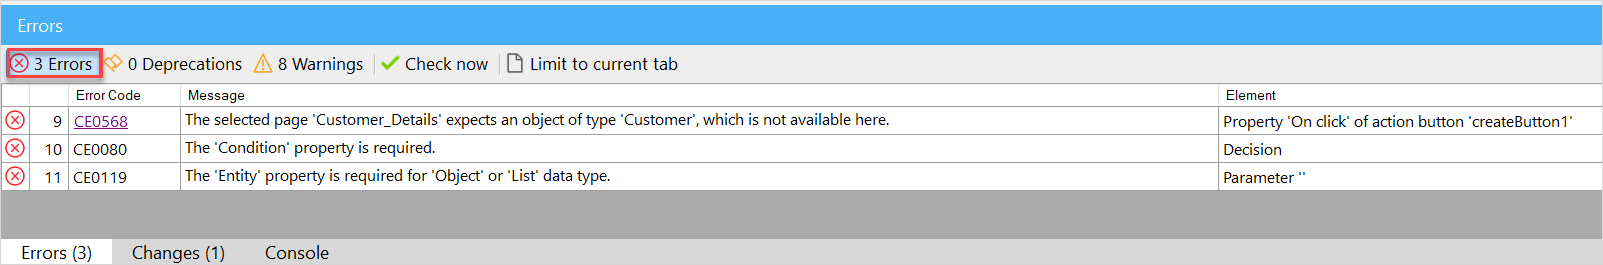 Errors
3 Errors 0 Deprecations 8 Warnings Check now Limit to current tab
Error Code Message Element
9 CE0568 The selected page 'Customer_Details' expects an object of type 'Customer', which is not available here. Property 'On click' of action button 'createButton1'
10 CE0080 The 'Condition' property is required. Decision
11 CE0119 The 'Entity' property is required for 'Object' or 'List' data type. Parameter ''
Errors (3) Changes (1) Console